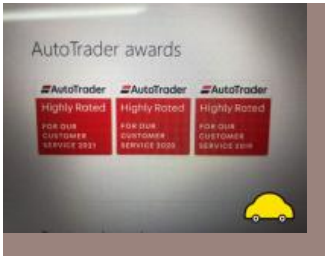 AutoTrader awards
AutoTrader AutoTrader AutoTrader
Highly Rated Highly Rated Highly Rated
FOR OUR FOR OUR FOR OUR
CUSTOMER CUSTOMER CUSTOMER
SERVICE 2021 SERVICE 2020 SERVICE 2019